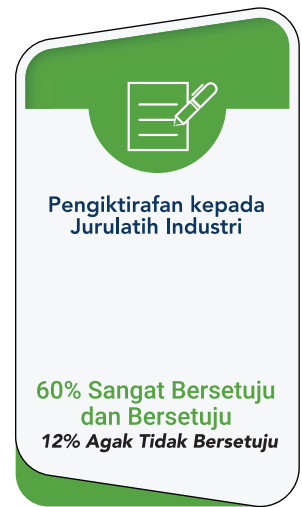 Pengiktirafan kepada
Jurulatih Industri
60% Sangat Bersetuju
dan Bersetuju
12% Agak Tidak Bersetuju